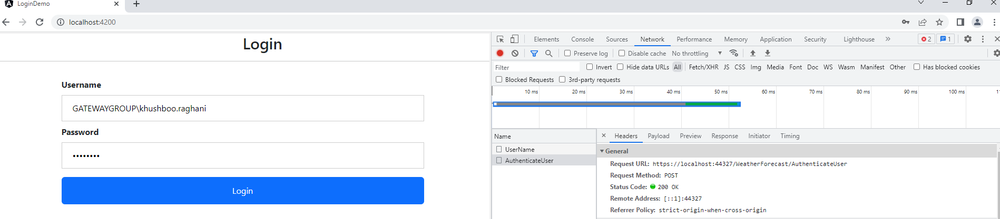 LoginDemo
localhost:4200
Login
Username
GATEWAYGROUP\khushboo.raghani
Password
••••••••
Login
Elements Console Sources Network Performance Memory Application Security Lighthouse » 2 1
Preserve log Disable cache No throttling
Filter Invert Hide data URLs All Fetch/XHR JS CSS Img Media Font Doc WS Wasm Manifest Other Has blocked cookies
Blocked Requests 3rd-party requests
10 ms 20 ms 30 ms 40 ms 50 ms 60 ms 70 ms 80 ms 90 ms 100 ms 11
Name
UserName
AuthenticateUser
Headers Payload Preview Response Initiator Timing
General
Request URL: https://localhost:44327/WeatherForecast/AuthenticateUser
Request Method: POST
Status Code: 200 OK
Remote Address: [::1]:44327
Referrer Policy: strict-origin-when-cross-origin